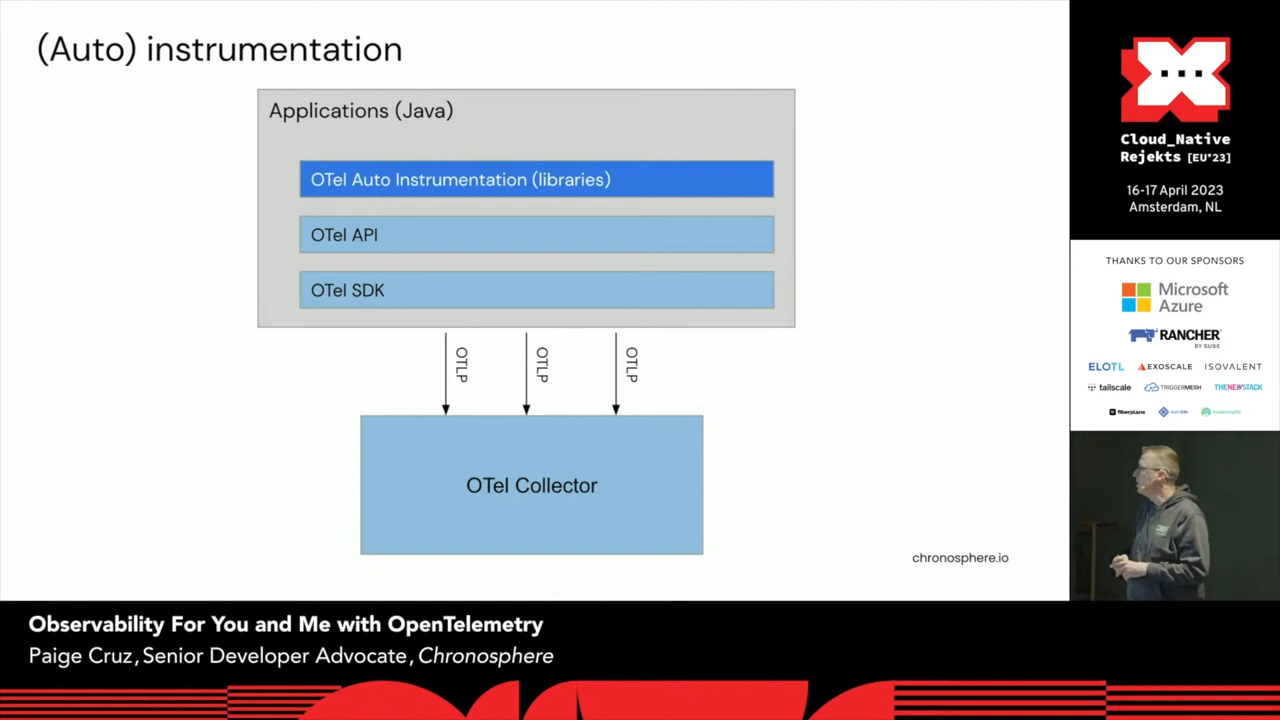 (Auto) instrumentation
Applications (Java)
OTel Auto Instrumentation (libraries)
OTel API
OTel SDK
OTLP
OTLP
OTLP
OTel Collector
chronosphere.io
Cloud_Native
Rejekts [EU*23]
16-17 April 2023
Amsterdam, NL
THANKS TO OUR SPONSORS
Microsoft
Azure
RANCHER
BY SUSE
ELOTL
EXOSCALE
ISOVALENT
tailscale
TRIGGERMESH
THENEWSTACK
fiberplane
Observability For You and Me with OpenTelemetry
Paige Cruz, Senior Developer Advocate, Chronosphere